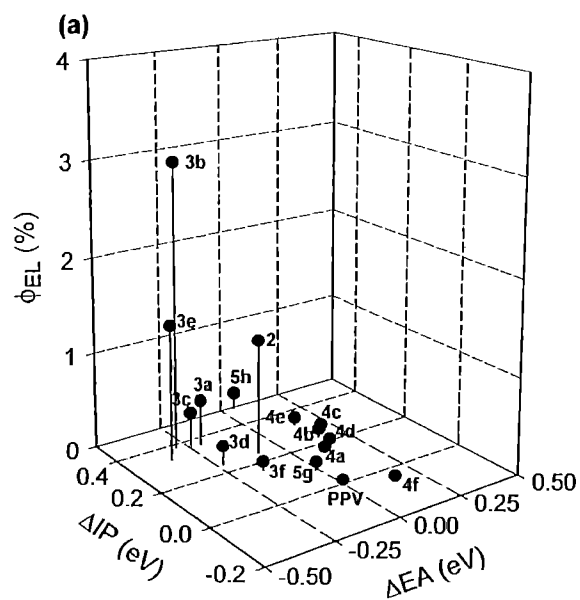 (a)
4
3
2
1
0
ϕEL (%)
3b
3e
2
3a
5h
3c
4e
4c
4b
4d
3d
4a
3f
5g
PPV
4f
0.4
0.2
0.0
-0.2
ΔIP (eV)
-0.50
-0.25
0.00
0.25
0.50
ΔEA (eV)